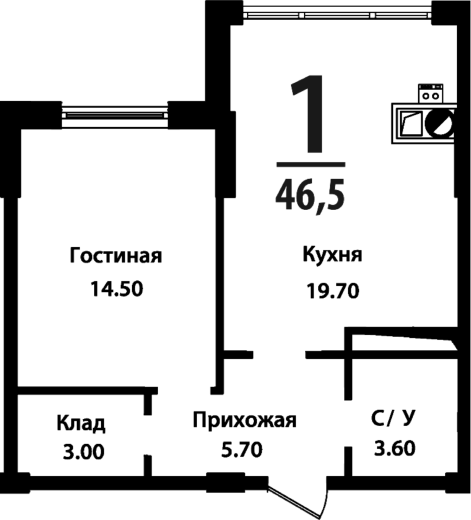 1
46,5
Гостиная
14.50
Кухня
19.70
Клад
3.00
Прихожая
5.70
С/ У
3.60